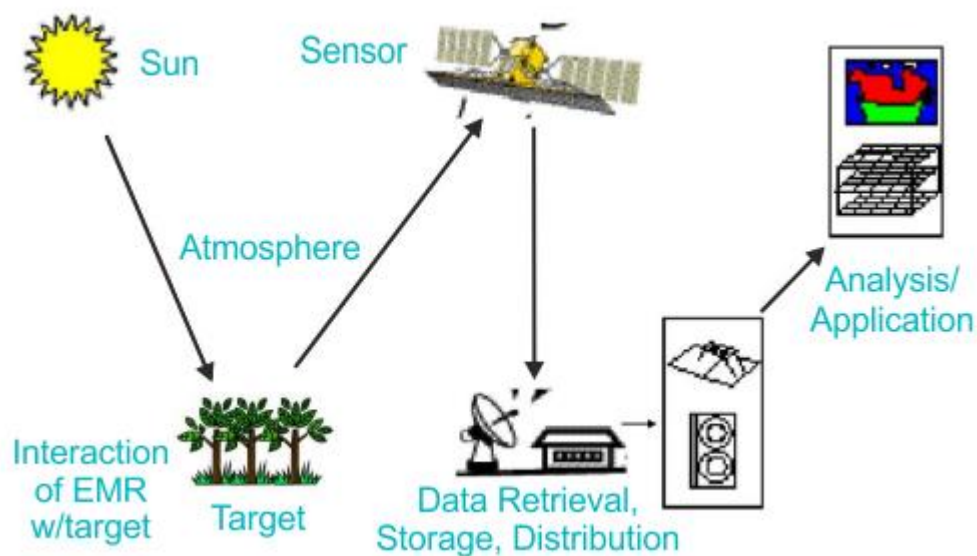 Sun
Sensor
Atmosphere
Analysis/
Application
Interaction
of EMR
w/target
Target
Data Retrieval,
Storage, Distribution